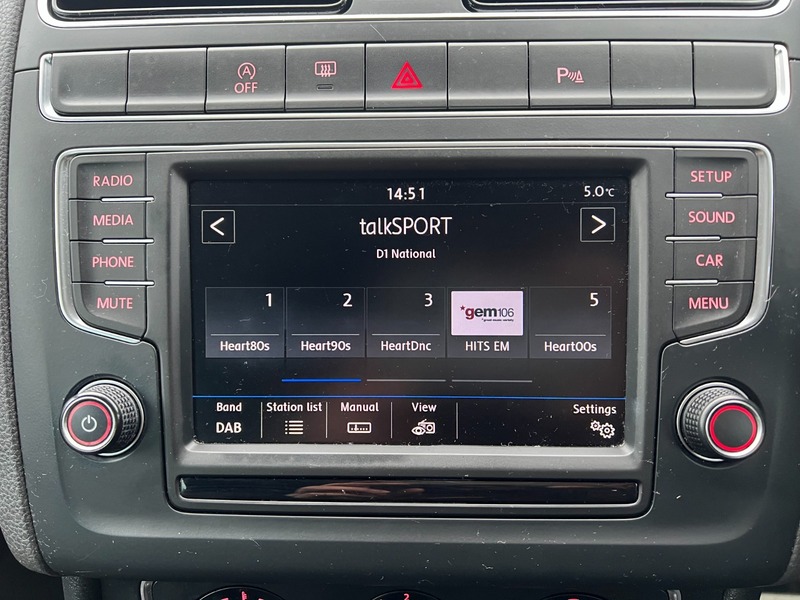 A
OFF
P
RADIO
MEDIA
PHONE
MUTE
SETUP
SOUND
CAR
MENU
14:51
5.0°C
<
talkSPORT
>
D1 National
1
2
3
gem106
5
Heart80s
Heart90s
HeartDnc
HITS EM
Heart00s
Band
Station list
Manual
View
Settings
DAB
2